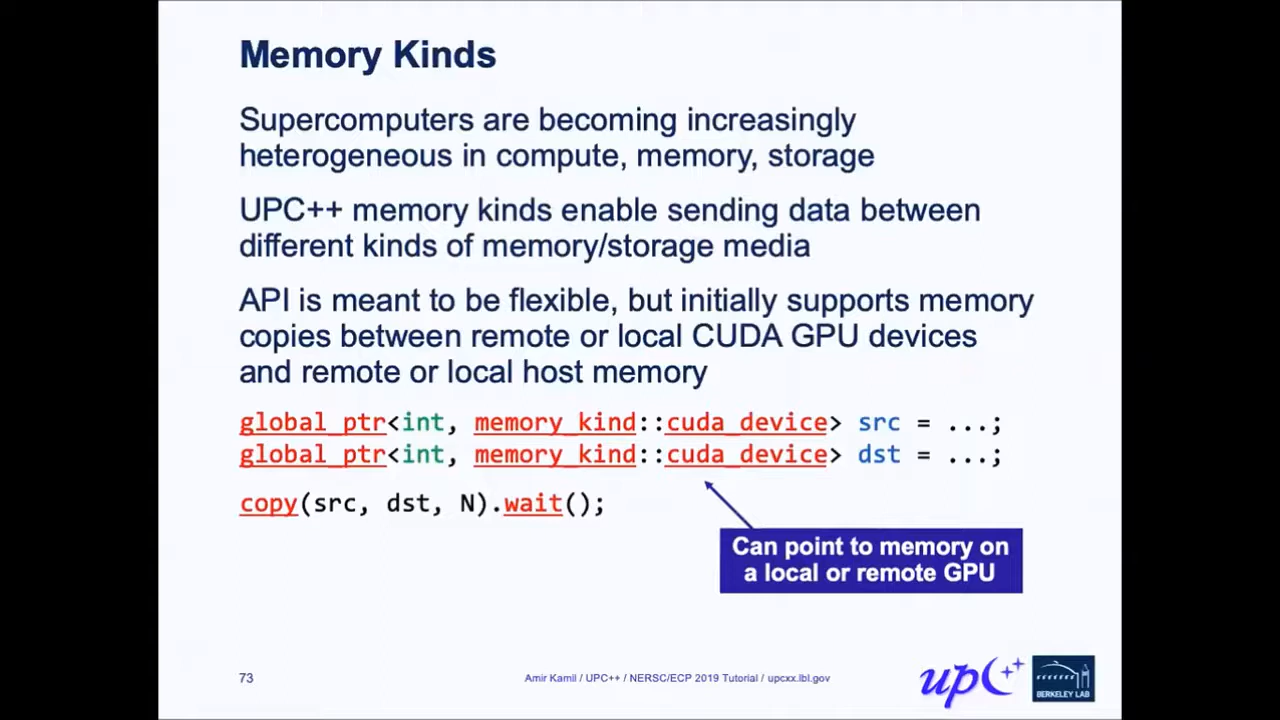 Memory Kinds
Supercomputers are becoming increasingly
heterogeneous in compute, memory, storage
UPC++ memory kinds enable sending data between
different kinds of memory/storage media
API is meant to be flexible, but initially supports memory
copies between remote or local CUDA GPU devices
and remote or local host memory
global_ptr<int, memory_kind::cuda_device> src = ...;
global_ptr<int, memory_kind::cuda_device> dst = ...;
copy(src, dst, N).wait();
Can point to memory on
a local or remote GPU
73
Amir Kamil / UPC++ / NERSC/ECP 2019 Tutorial / upcxx.lbl.gov
upc++
BERKELEY LAB